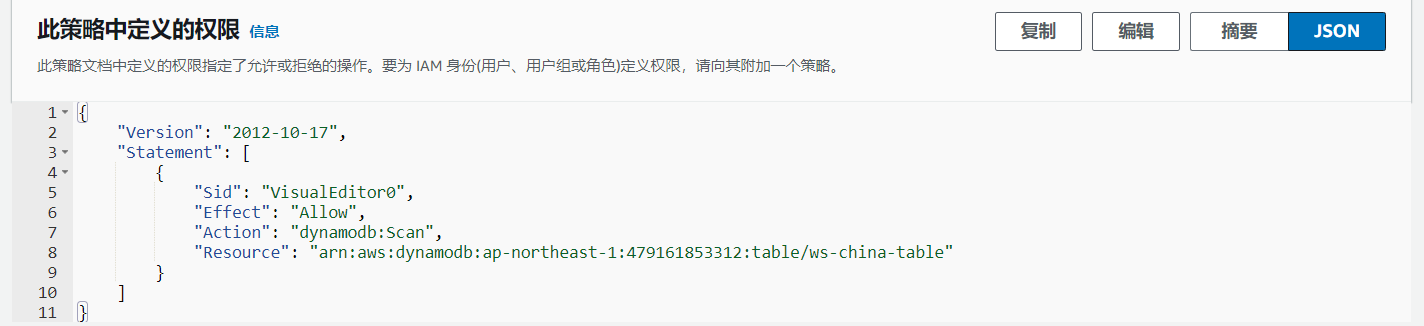 此策略中定义的权限 信息
复制 编辑 摘要 JSON
此策略文档中定义的权限指定了允许或拒绝的操作。要为 IAM 身份(用户、用户组或角色)定义权限，请向其附加一个策略。
1 {
2 "Version": "2012-10-17",
3 "Statement": [
4 {
5 "Sid": "VisualEditor0",
6 "Effect": "Allow",
7 "Action": "dynamodb:Scan",
8 "Resource": "arn:aws:dynamodb:ap-northeast-1:479161853312:table/ws-china-table"
9 }
10 ]
11 }